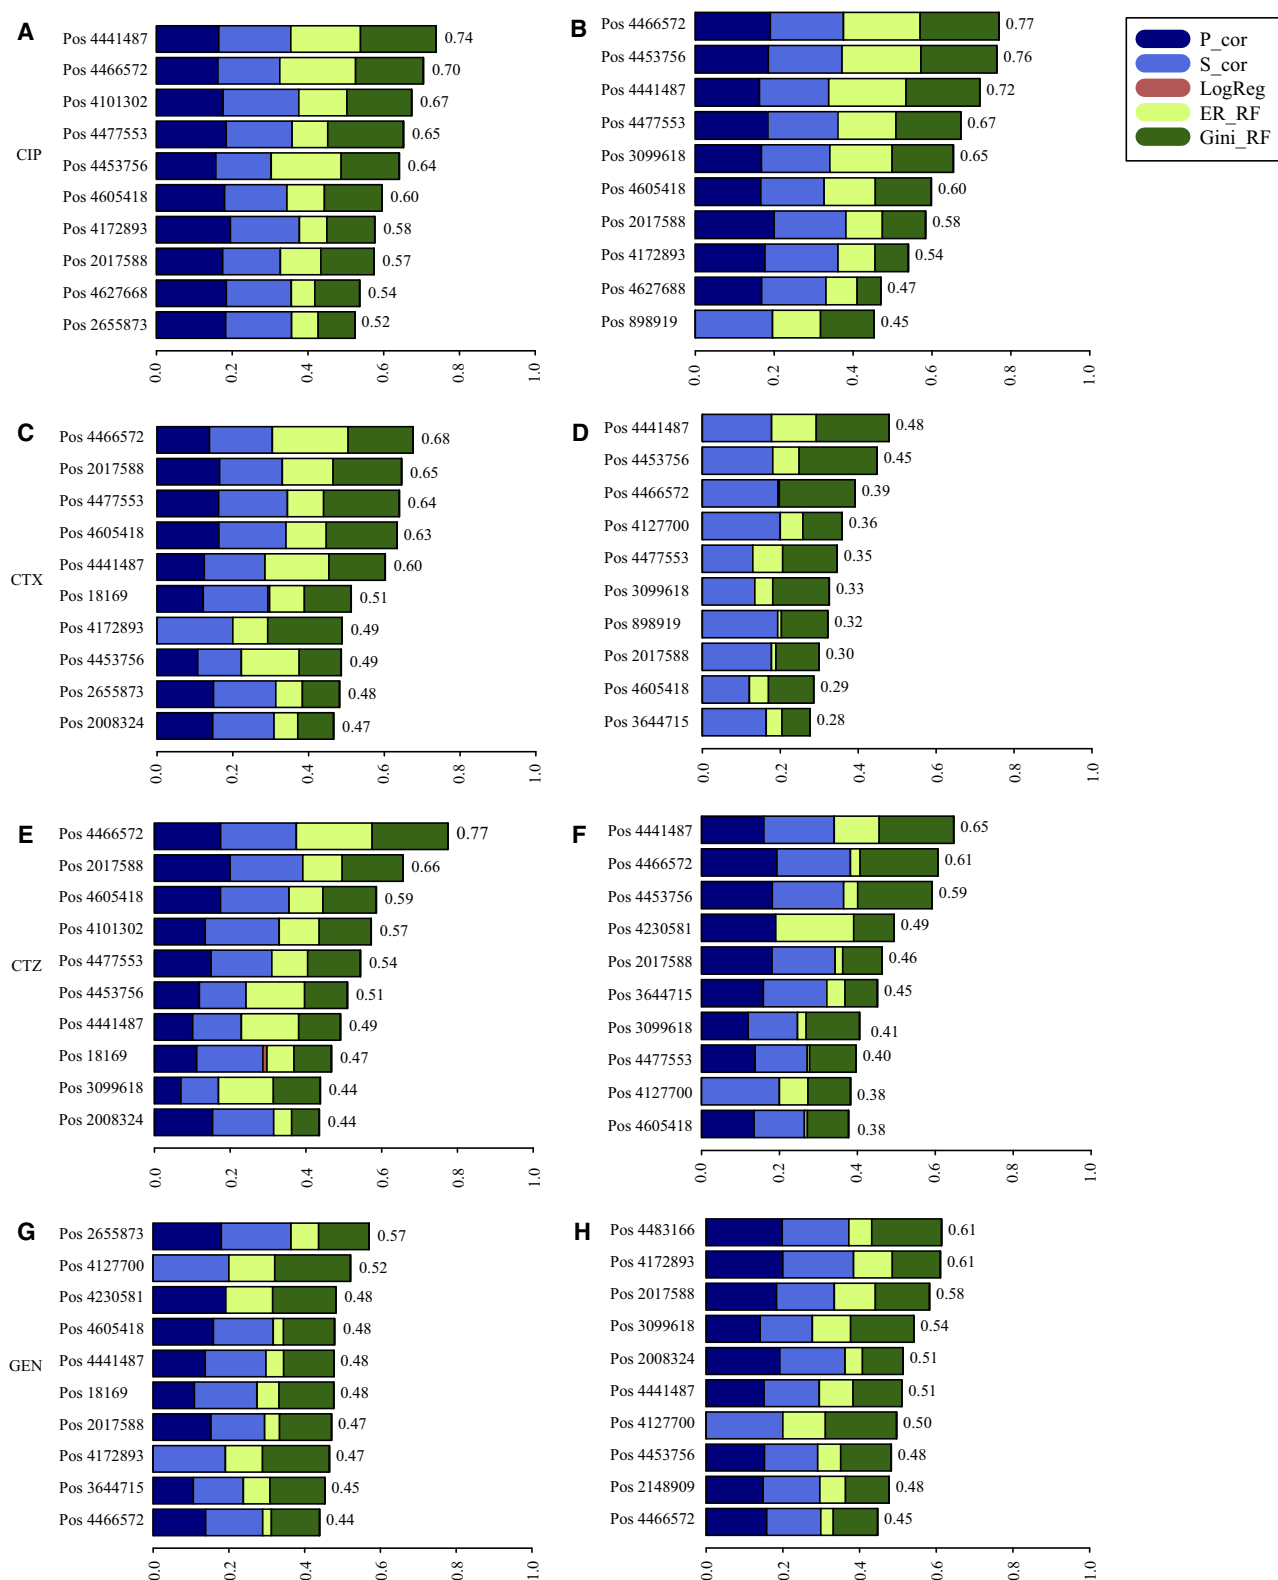 A
Pos 4441487 0.74
Pos 4466572 0.70
Pos 4101302 0.67
Pos 4477553 0.65
CIP
Pos 4453756 0.64
Pos 4605418 0.60
Pos 4172893 0.58
Pos 2017588 0.57
Pos 4627668 0.54
Pos 2655873 0.52
0.0 0.2 0.4 0.6 0.8 1.0
B
Pos 4466572 0.77
Pos 4453756 0.76
Pos 4441487 0.72
Pos 4477553 0.67
Pos 3099618 0.65
Pos 4605418 0.60
Pos 2017588 0.58
Pos 4172893 0.54
Pos 4627688 0.47
Pos 898919 0.45
0.0 0.2 0.4 0.6 0.8 1.0
P_cor
S_cor
LogReg
ER_RF
Gini_RF
C
Pos 4466572 0.68
Pos 2017588 0.65
Pos 4477553 0.64
Pos 4605418 0.63
Pos 4441487 0.60
CTX
Pos 18169 0.51
Pos 4172893 0.49
Pos 4453756 0.49
Pos 2655873 0.48
Pos 2008324 0.47
0.0 0.2 0.4 0.6 0.8 1.0
D
Pos 4441487 0.48
Pos 4453756 0.45
Pos 4466572 0.39
Pos 4127700 0.36
Pos 4477553 0.35
Pos 3099618 0.33
Pos 898919 0.32
Pos 2017588 0.30
Pos 4605418 0.29
Pos 3644715 0.28
0.0 0.2 0.4 0.6 0.8 1.0
E
Pos 4466572 0.77
Pos 2017588 0.66
Pos 4605418 0.59
Pos 4101302 0.57
CTZ
Pos 4477553 0.54
Pos 4453756 0.51
Pos 4441487 0.49
Pos 18169 0.47
Pos 3099618 0.44
Pos 2008324 0.44
0.0 0.2 0.4 0.6 0.8 1.0
F
Pos 4441487 0.65
Pos 4466572 0.61
Pos 4453756 0.59
Pos 4230581 0.49
Pos 2017588 0.46
Pos 3644715 0.45
Pos 3099618 0.41
Pos 4477553 0.40
Pos 4127700 0.38
Pos 4605418 0.38
0.0 0.2 0.4 0.6 0.8 1.0
G
Pos 2655873 0.57
Pos 4127700 0.52
Pos 4230581 0.48
Pos 4605418 0.48
GEN
Pos 4441487 0.48
Pos 18169 0.48
Pos 2017588 0.47
Pos 4172893 0.47
Pos 3644715 0.45
Pos 4466572 0.44
0.0 0.2 0.4 0.6 0.8 1.0
H
Pos 4483166 0.61
Pos 4172893 0.61
Pos 2017588 0.58
Pos 3099618 0.54
Pos 2008324 0.51
Pos 4441487 0.51
Pos 4127700 0.50
Pos 4453756 0.48
Pos 2148909 0.48
Pos 4466572 0.45
0.0 0.2 0.4 0.6 0.8 1.0